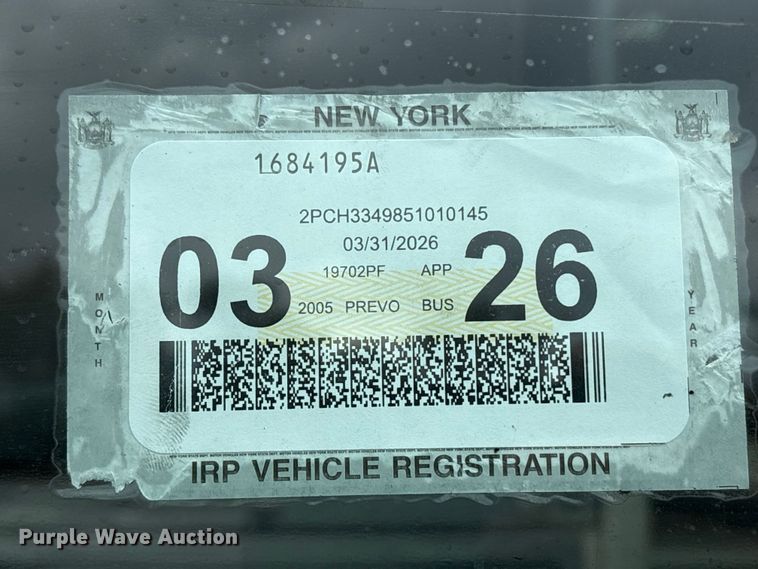 NEW YORK
1684195A
2PCH3349851010145
03/31/2026
03
26
19702PF APP
2005 PREVO BUS
MONTH
YEAR
IRP VEHICLE REGISTRATION
Purple Wave Auction